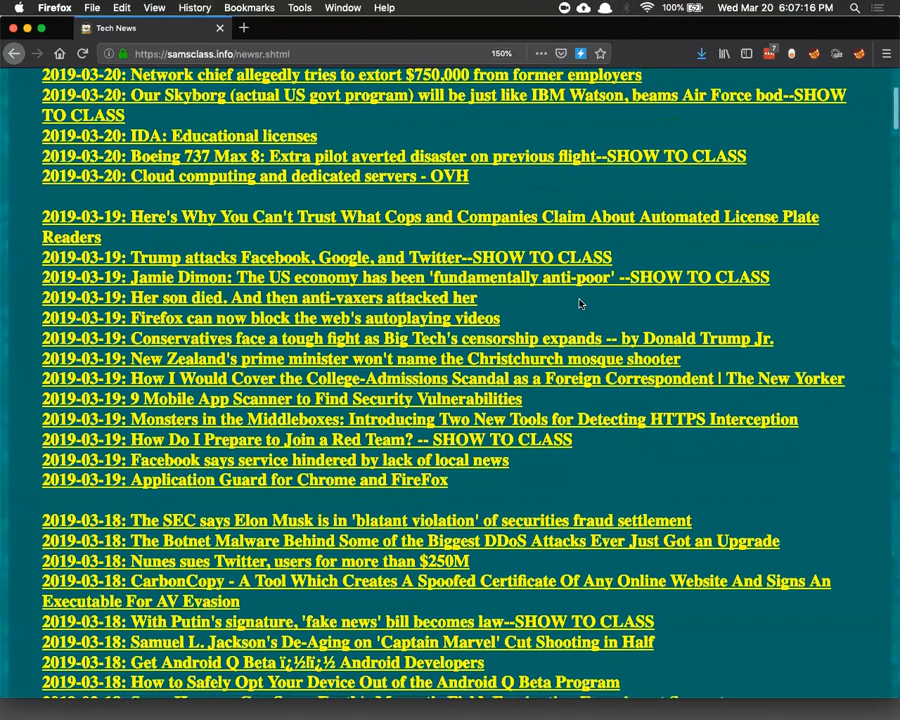 Firefox File Edit View History Bookmarks Tools Window Help 100% Wed Mar 20 6:07:16 PM
Tech News
https://samsclass.info/newsr.shtml 150% 7
2019-03-20: Network chief allegedly tries to extort $750,000 from former employers
2019-03-20: Our Skyborg (actual US govt program) will be just like IBM Watson, beams Air Force bod--SHOW
TO CLASS
2019-03-20: IDA: Educational licenses
2019-03-20: Boeing 737 Max 8: Extra pilot averted disaster on previous flight--SHOW TO CLASS
2019-03-20: Cloud computing and dedicated servers - OVH
2019-03-19: Here's Why You Can't Trust What Cops and Companies Claim About Automated License Plate
Readers
2019-03-19: Trump attacks Facebook, Google, and Twitter--SHOW TO CLASS
2019-03-19: Jamie Dimon: The US economy has been 'fundamentally anti-poor' --SHOW TO CLASS
2019-03-19: Her son died. And then anti-vaxers attacked her
2019-03-19: Firefox can now block the web's autoplaying videos
2019-03-19: Conservatives face a tough fight as Big Tech's censorship expands -- by Donald Trump Jr.
2019-03-19: New Zealand's prime minister won't name the Christchurch mosque shooter
2019-03-19: How I Would Cover the College-Admissions Scandal as a Foreign Correspondent | The New Yorker
2019-03-19: 9 Mobile App Scanner to Find Security Vulnerabilities
2019-03-19: Monsters in the Middleboxes: Introducing Two New Tools for Detecting HTTPS Interception
2019-03-19: How Do I Prepare to Join a Red Team? -- SHOW TO CLASS
2019-03-19: Facebook says service hindered by lack of local news
2019-03-19: Application Guard for Chrome and FireFox
2019-03-18: The SEC says Elon Musk is in 'blatant violation' of securities fraud settlement
2019-03-18: The Botnet Malware Behind Some of the Biggest DDoS Attacks Ever Just Got an Upgrade
2019-03-18: Nunes sues Twitter, users for more than $250M
2019-03-18: CarbonCopy - A Tool Which Creates A Spoofed Certificate Of Any Online Website And Signs An
Executable For AV Evasion
2019-03-18: With Putin's signature, 'fake news' bill becomes law--SHOW TO CLASS
2019-03-18: Samuel L. Jackson's De-Aging on 'Captain Marvel' Cut Shooting in Half
2019-03-18: Get Android Q Beta ï¿½ï¿½ Android Developers
2019-03-18: How to Safely Opt Your Device Out of the Android Q Beta Program